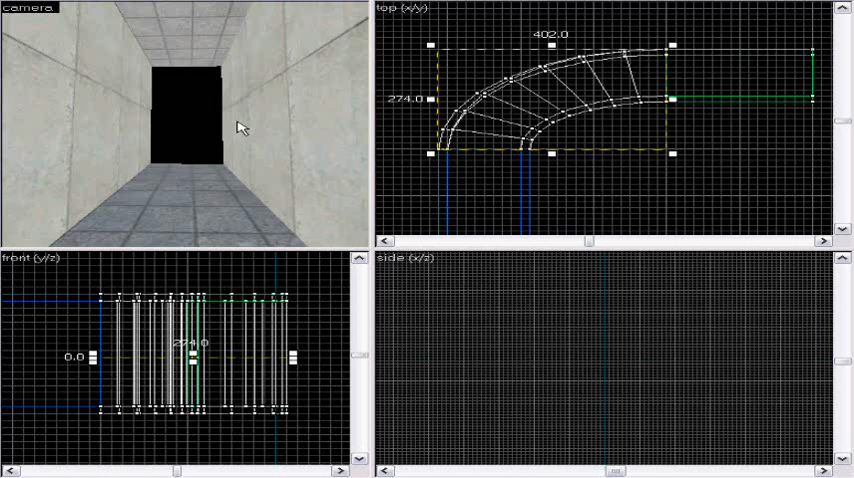 camera
top (x/y)
402.0
274.0
front (y/z)
274.0
0.0
side (x/z)